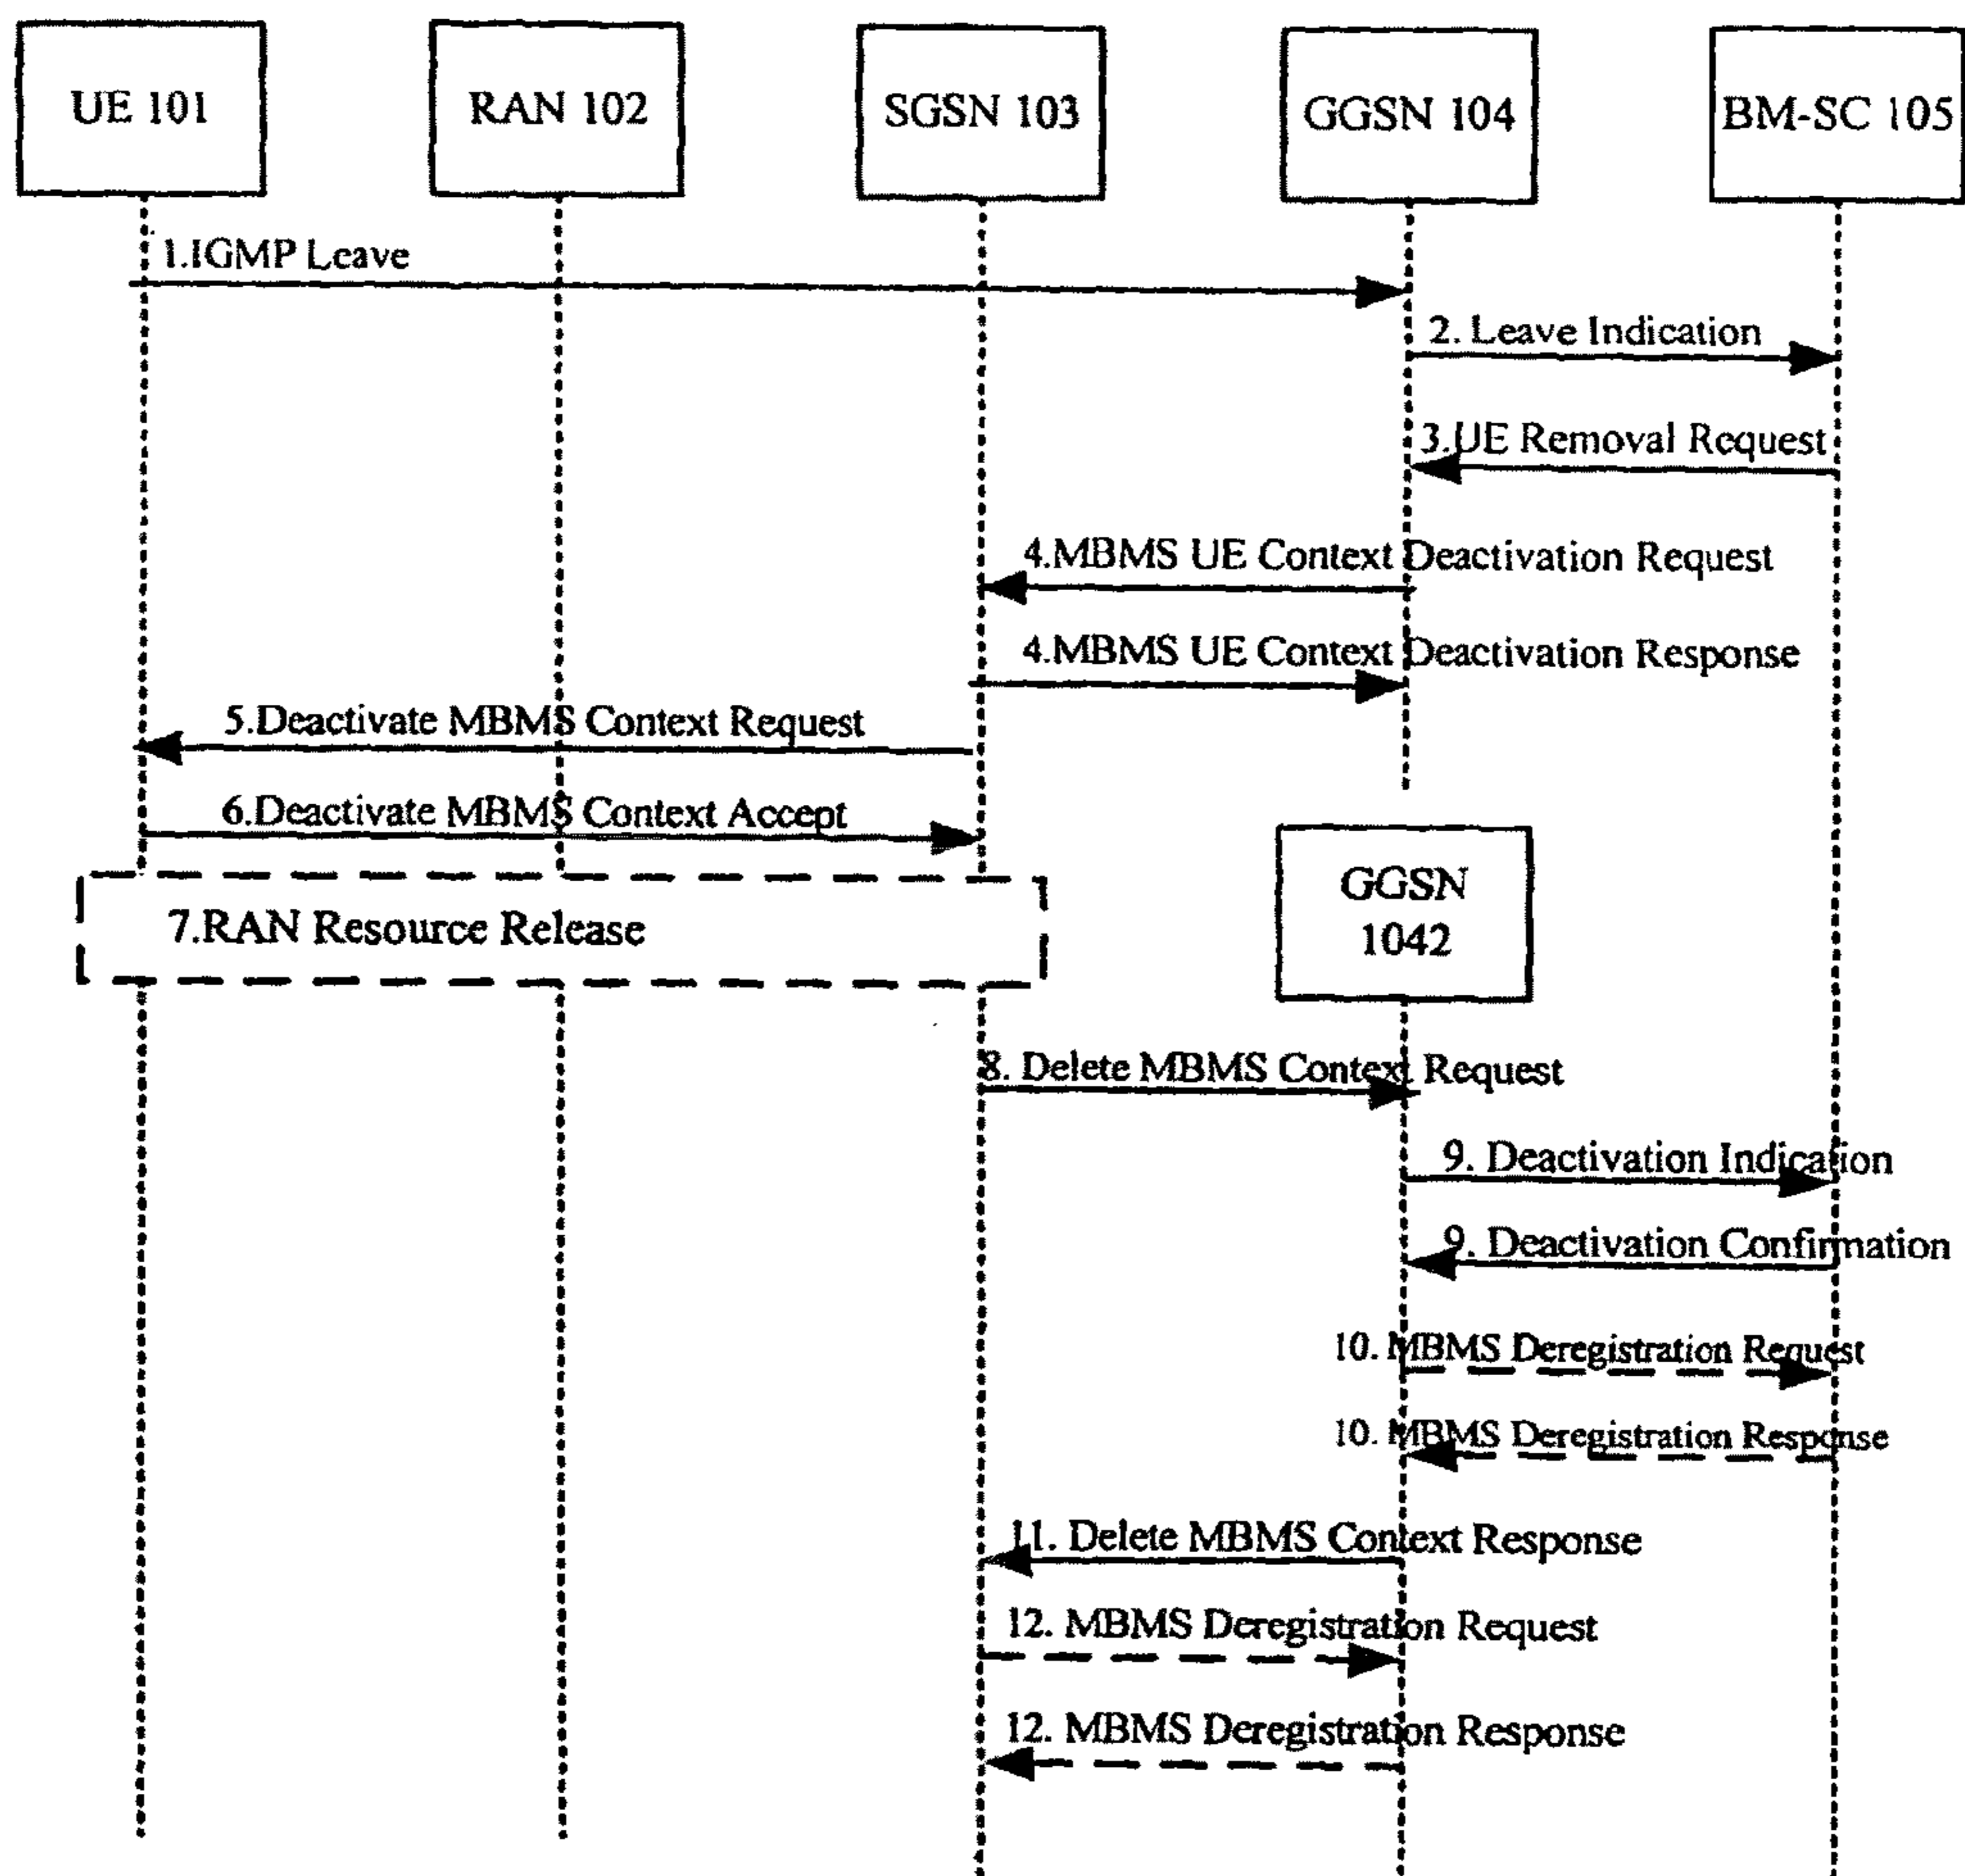 UE 101
RAN 102
SGSN 103
GGSN 104
BM-SC 105
1.IGMP Leave
2. Leave Indication
3.UE Removal Request
4.MBMS UE Context Deactivation Request
4.MBMS UE Context Deactivation Response
5.Deactivate MBMS Context Request
6.Deactivate MBMS Context Accept
7.RAN Resource Release
GGSN
1042
8. Delete MBMS Context Request
9. Deactivation Indication
9. Deactivation Confirmation
10. MBMS Deregistration Request
10. MBMS Deregistration Response
11. Delete MBMS Context Response
12. MBMS Deregistration Request
12. MBMS Deregistration Response